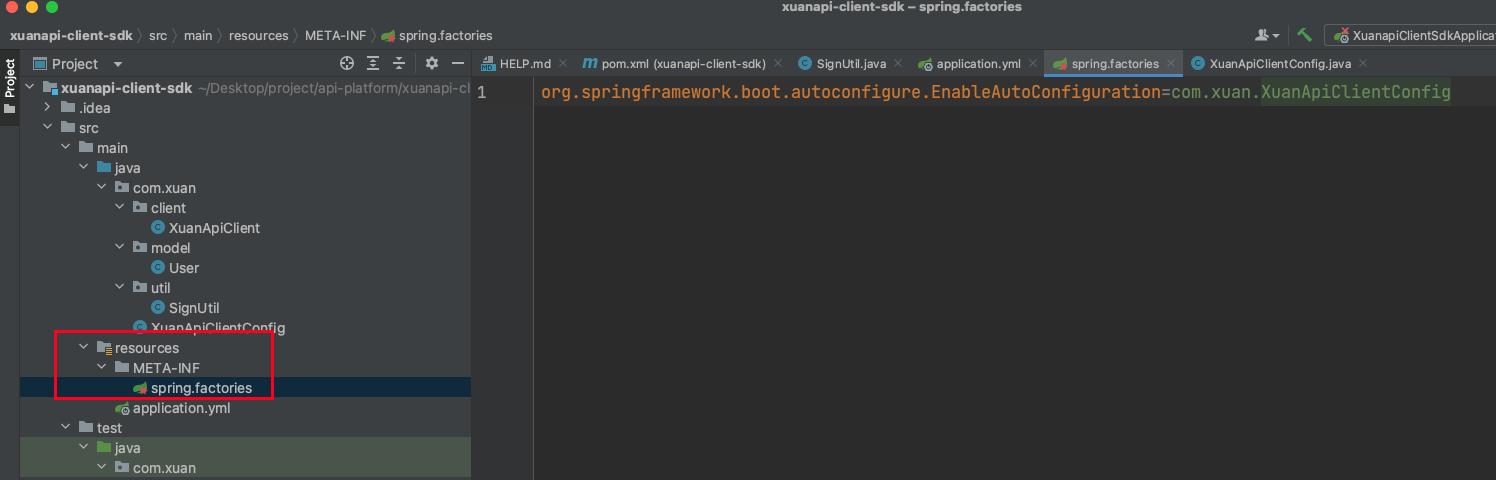 xuanapi-client-sdk – spring.factories
xuanapi-client-sdk src main resources META-INF spring.factories XuanapiClientSdkApplicat
Project Project HELP.md pom.xml (xuanapi-client-sdk) SignUtil.java application.yml spring.factories XuanApiClientConfig.java
xuanapi-client-sdk ~/Desktop/project/api-platform/xuanapi-cl
1 org.springframework.boot.autoconfigure.EnableAutoConfiguration=com.xuan.XuanApiClientConfig
.idea
src
main
java
com.xuan
client
XuanApiClient
model
User
util
SignUtil
XuanApiClientConfig
resources
META-INF
spring.factories
application.yml
test
java
com.xuan